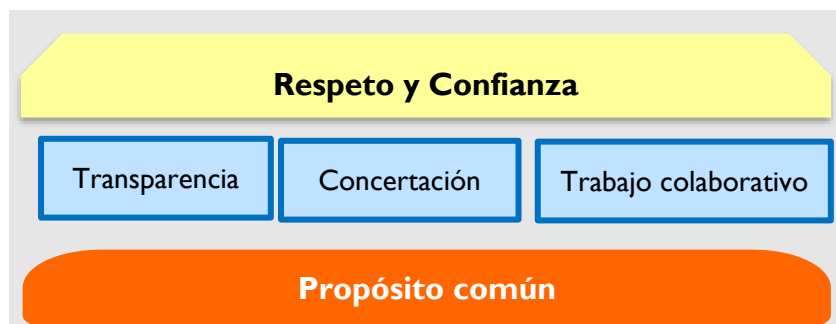 Respeto y Confianza
Transparencia
Concertación
Trabajo colaborativo
Propósito común